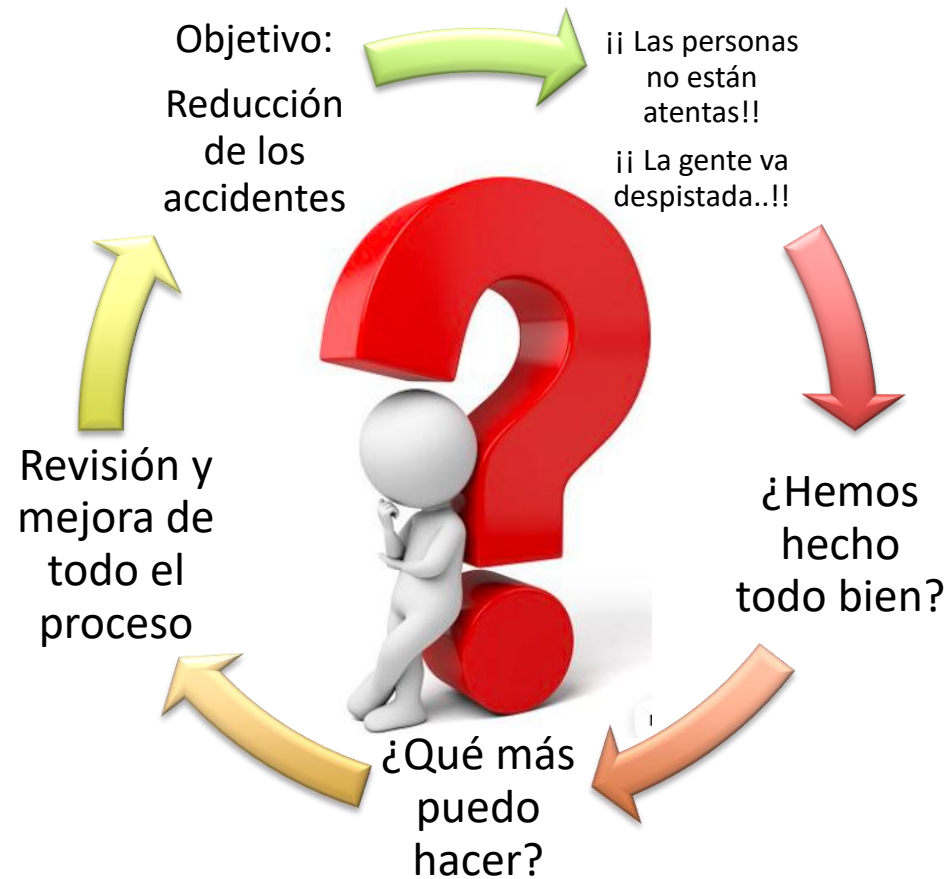 Objetivo:
Reducción
de los
accidentes
¡¡ Las personas
no están
atentas!!
¡¡ La gente va
despistada..!!
¿Hemos
hecho
todo bien?
¿Qué más
puedo
hacer?
Revisión y
mejora de
todo el
proceso